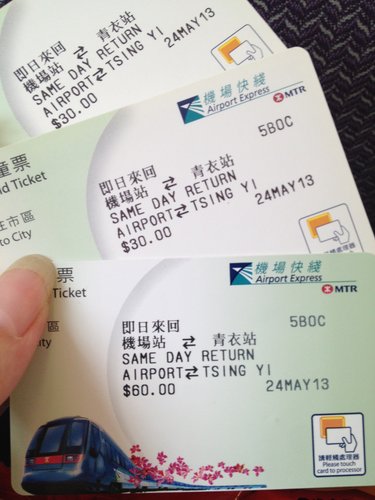 即日來回
機場站 ⇄ 青衣站
SAME DAY RETURN
AIRPORT⇄TSING YI
$30.00
24MAY13
機場快綫
Airport Express
MTR
5BOC
童票
Ticket
市區
to City
即日來回
機場站 ⇄ 青衣站
SAME DAY RETURN
AIRPORT⇄TSING YI
$30.00
24MAY13
機場快綫
Airport Express
MTR
票
Ticket
區
City
5BOC
即日來回
機場站 ⇄ 青衣站
SAME DAY RETURN
AIRPORT⇄TSING YI
$60.00
24MAY13
請輕觸處理器
Please touch
card to processor